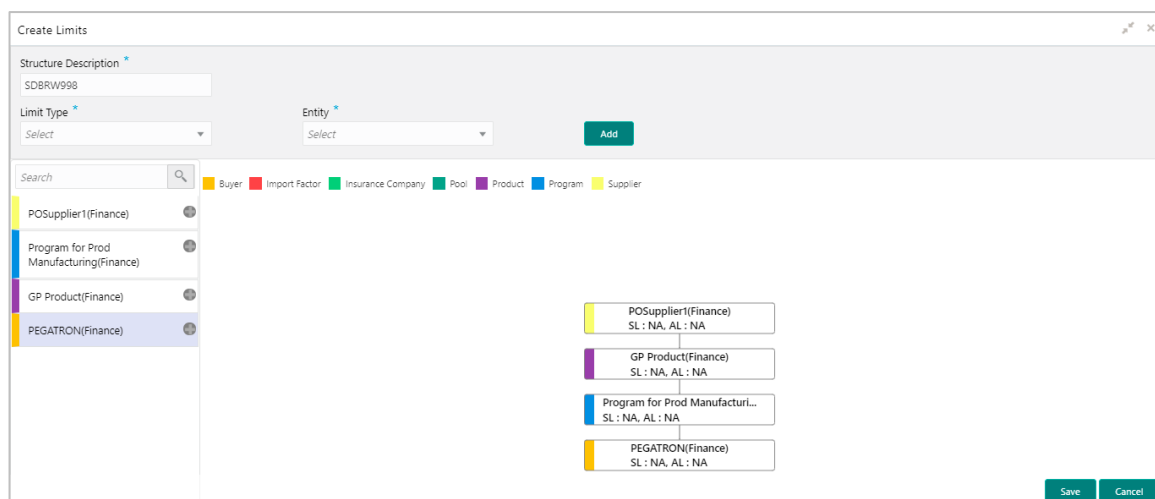 Create Limits
Structure Description *
SDBRW998
Limit Type * Entity *
Select Select Add
Search
Buyer Import Factor Insurance Company Pool Product Program Supplier
POSupplier1(Finance)
Program for Prod
Manufacturing(Finance)
GP Product(Finance)
PEGATRON(Finance)
POSupplier1(Finance)
SL : NA, AL : NA
GP Product(Finance)
SL : NA, AL : NA
Program for Prod Manufacturi...
SL : NA, AL : NA
PEGATRON(Finance)
SL : NA, AL : NA
Save Cancel